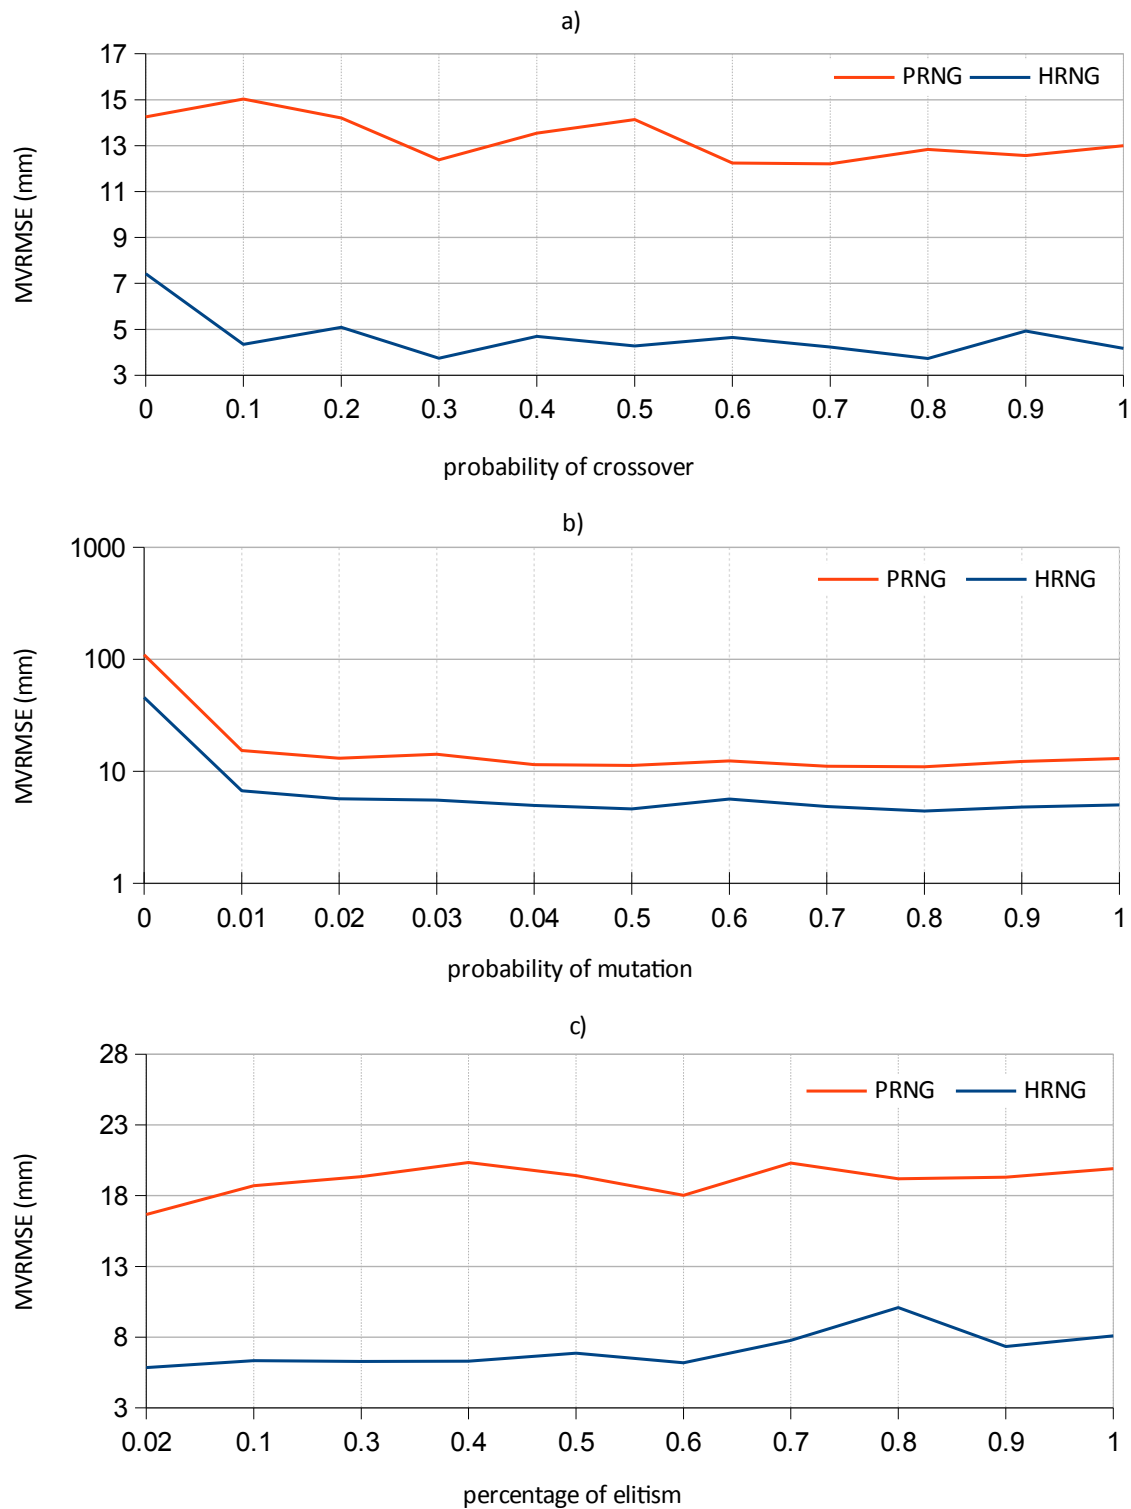 a)
17
15
13
11
9
7
5
3
MVRMSE (mm)
PRNG HRNG
0 0.1 0.2 0.3 0.4 0.5 0.6 0.7 0.8 0.9 1
probability of crossover
b)
1000
100
10
1
MVRMSE (mm)
PRNG HRNG
0 0.01 0.02 0.03 0.04 0.5 0.6 0.7 0.8 0.9 1
probability of mutation
c)
28
23
18
13
8
3
MVRMSE (mm)
PRNG HRNG
0.02 0.1 0.3 0.4 0.5 0.6 0.7 0.8 0.9 1
percentage of elitism